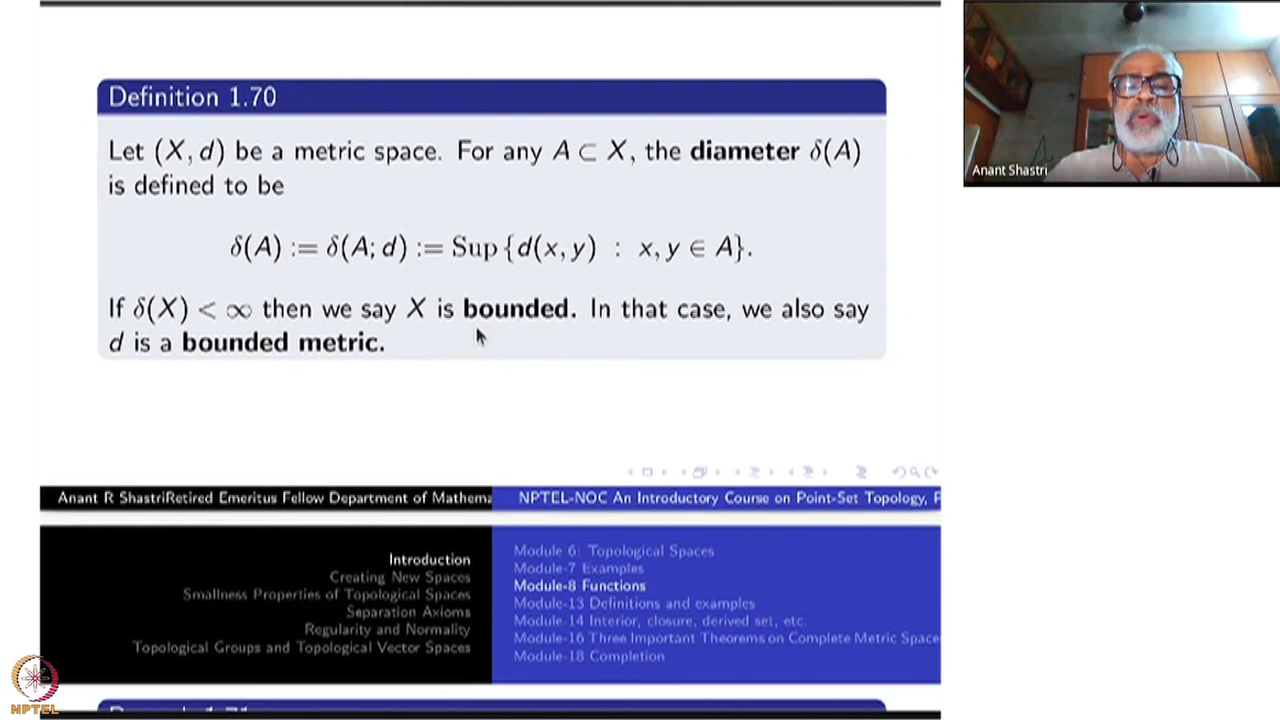 Definition 1.70
Let (X, d) be a metric space. For any A ⊂ X, the diameter δ(A)
is defined to be
δ(A) := δ(A; d) := Sup {d(x, y) : x, y ∈ A}.
If δ(X) < ∞ then we say X is bounded. In that case, we also say
d is a bounded metric.
Anant Shastri
Anant R ShastriRetired Emeritus Fellow Department of Mathema
NPTEL-NOC An Introductory Course on Point-Set Topology, P
Introduction
Creating New Spaces
Smallness Properties of Topological Spaces
Separation Axioms
Regularity and Normality
Topological Groups and Topological Vector Spaces
Module 6: Topological Spaces
Module-7 Examples
Module-8 Functions
Module-13 Definitions and examples
Module-14 Interior, closure, derived set, etc.
Module-16 Three Important Theorems on Complete Metric Space
Module-18 Completion
NPTEL